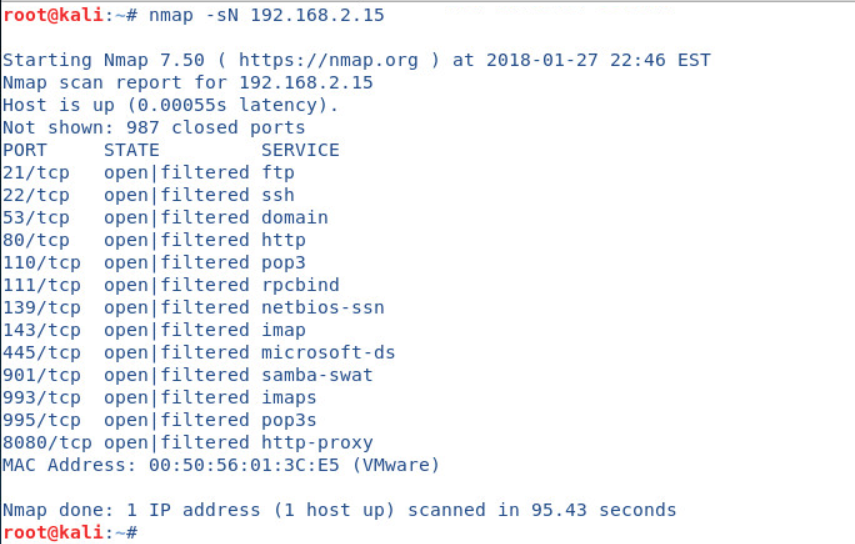 root@kali:~# nmap -sN 192.168.2.15
Starting Nmap 7.50 ( https://nmap.org ) at 2018-01-27 22:46 EST
Nmap scan report for 192.168.2.15
Host is up (0.00055s latency).
Not shown: 987 closed ports
PORT     STATE         SERVICE
21/tcp   open|filtered ftp
22/tcp   open|filtered ssh
53/tcp   open|filtered domain
80/tcp   open|filtered http
110/tcp  open|filtered pop3
111/tcp  open|filtered rpcbind
139/tcp  open|filtered netbios-ssn
143/tcp  open|filtered imap
445/tcp  open|filtered microsoft-ds
901/tcp  open|filtered samba-swat
993/tcp  open|filtered imaps
995/tcp  open|filtered pop3s
8080/tcp open|filtered http-proxy
MAC Address: 00:50:56:01:3C:E5 (VMware)
Nmap done: 1 IP address (1 host up) scanned in 95.43 seconds
root@kali:~#